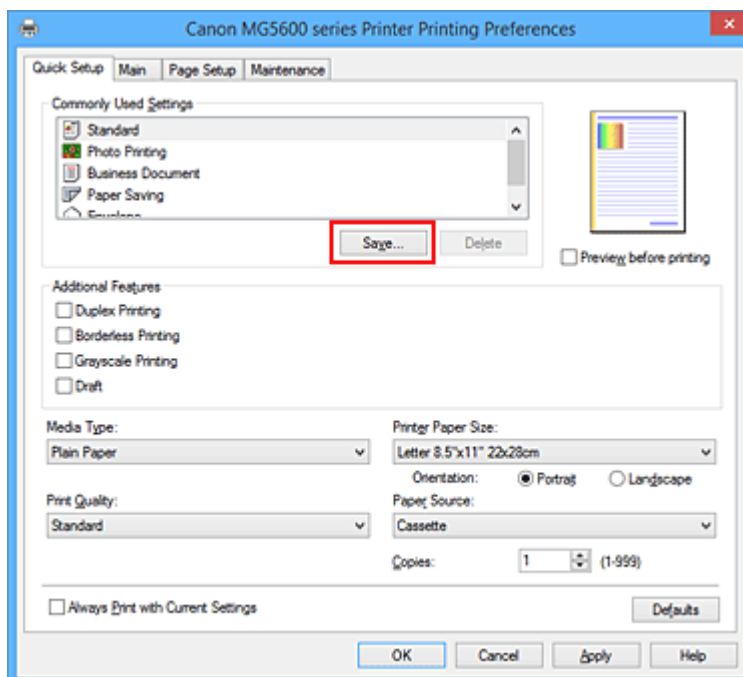 Canon MG5600 series Printer Printing Preferences
Quick Setup Main Page Setup Maintenance
Commonly Used Settings
Standard
Photo Printing
Business Document
Paper Saving
Envelope
Save... Delete
Preview before printing
Additional Features
Duplex Printing
Borderless Printing
Grayscale Printing
Draft
Media Type:
Plain Paper
Printer Paper Size:
Letter 8.5"x11" 22x28cm
Orientation: Portrait Landscape
Print Quality:
Standard
Paper Source:
Cassette
Copies: 1 (1-999)
Always Print with Current Settings
Defaults
OK Cancel Apply Help